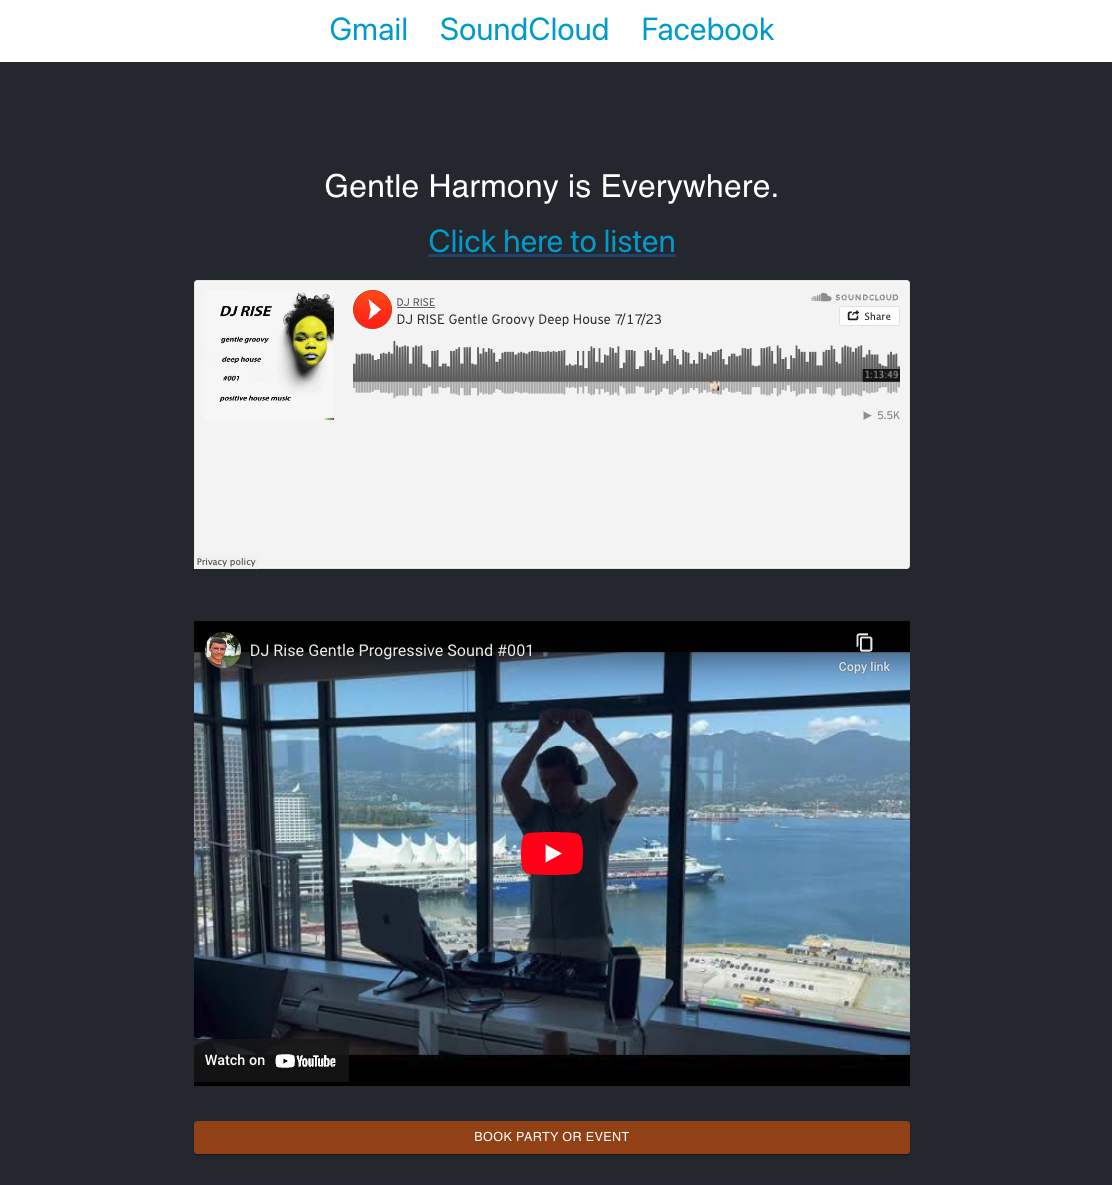 Gmail SoundCloud Facebook
Gentle Harmony is Everywhere.
Click here to listen
DJ RISE
gentle groovy
deep house
#001
positive house music
DJ RISE
DJ RISE Gentle Groovy Deep House 7/17/23
SOUNDCLOUD
Share
1:13:49
5.5K
Privacy policy
DJ Rise Gentle Progressive Sound #001
Copy link
Watch on YouTube
BOOK PARTY OR EVENT